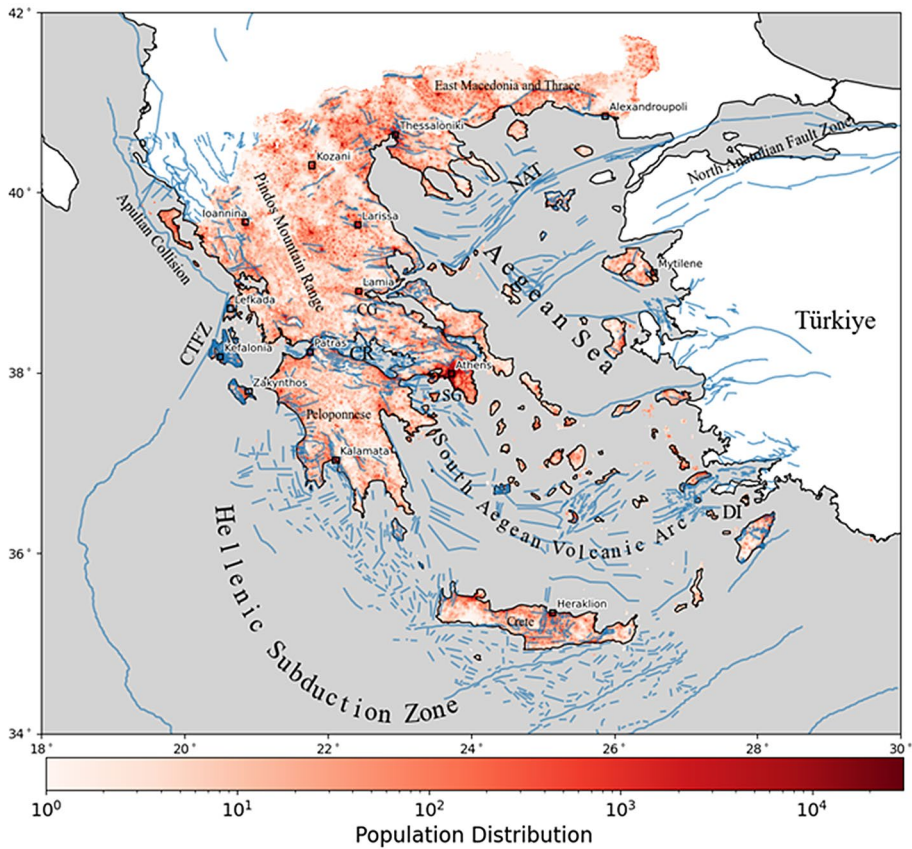 42°
East Macedonia and Thrace
Alexandroupoli
Thessaloniki
North Anatolian Fault Zone
Kozani
NAT
40°
Pindos Mountain Range
Apulian Collision
Ioannina
Larissa
Aegean Sea
Mytilene
Lamia
Lefkada
CG
Türkiye
CTFZ
Patras
Kefalonia
CR
Athens
38°
Zakynthos
SG
Peloponnese
Kalamata
South Aegean Volcanic Arc
DI
Hellenic Subduction Zone
36°
Heraklion
Crete
34°
18° 20° 22° 24° 26° 28° 30°
10⁰ 10¹ 10² 10³ 10⁴
Population Distribution